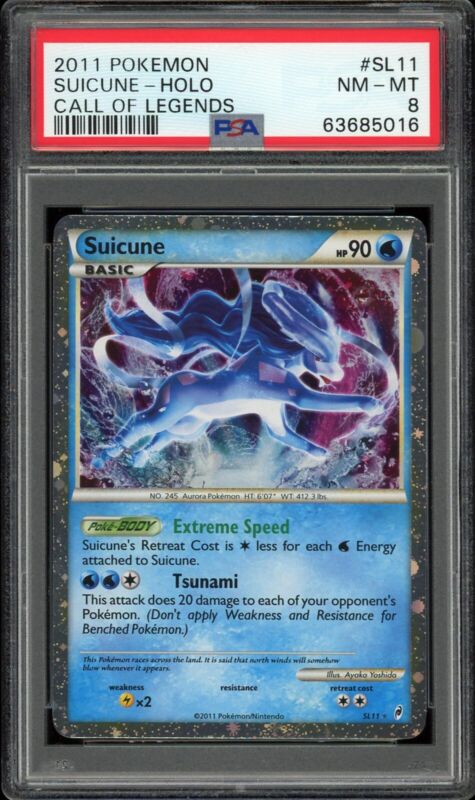 2011 POKEMON #SL11
SUICUNE - HOLO NM - MT
CALL OF LEGENDS 8
PSA 63685016
Suicune HP 90
BASIC
NO. 245 Aurora Pokémon HT: 6'07" WT: 412.3 lbs.
Poké-BODY Extreme Speed
Suicune's Retreat Cost is less for each Energy
attached to Suicune.
Tsunami
This attack does 20 damage to each of your opponent's
Pokémon. (Don't apply Weakness and Resistance for
Benched Pokémon.)
This Pokémon races across the land. It is said that north winds will somehow
blow whenever it appears.
Illus. Ayaka Yoshida
weakness resistance retreat cost
x2
©2011 Pokémon/Nintendo SL11